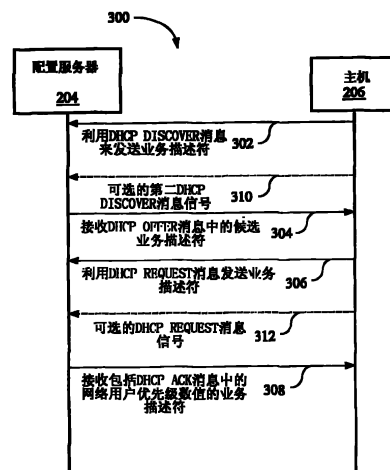 300
配置服务器
204
主机
206
利用DHCP DISCOVER消息
来发送业务描述符
302
可选的第二DHCP
DISCOVER消息信号
310
接收DHCP OFFER消息中的候选
业务描述符
304
利用DHCP REQUEST消息发送业务
描述符
306
可选的DHCP REQUEST消息
信号
312
接收包括DHCP ACK消息中的
网络用户优先级数值的业务
描述符
308